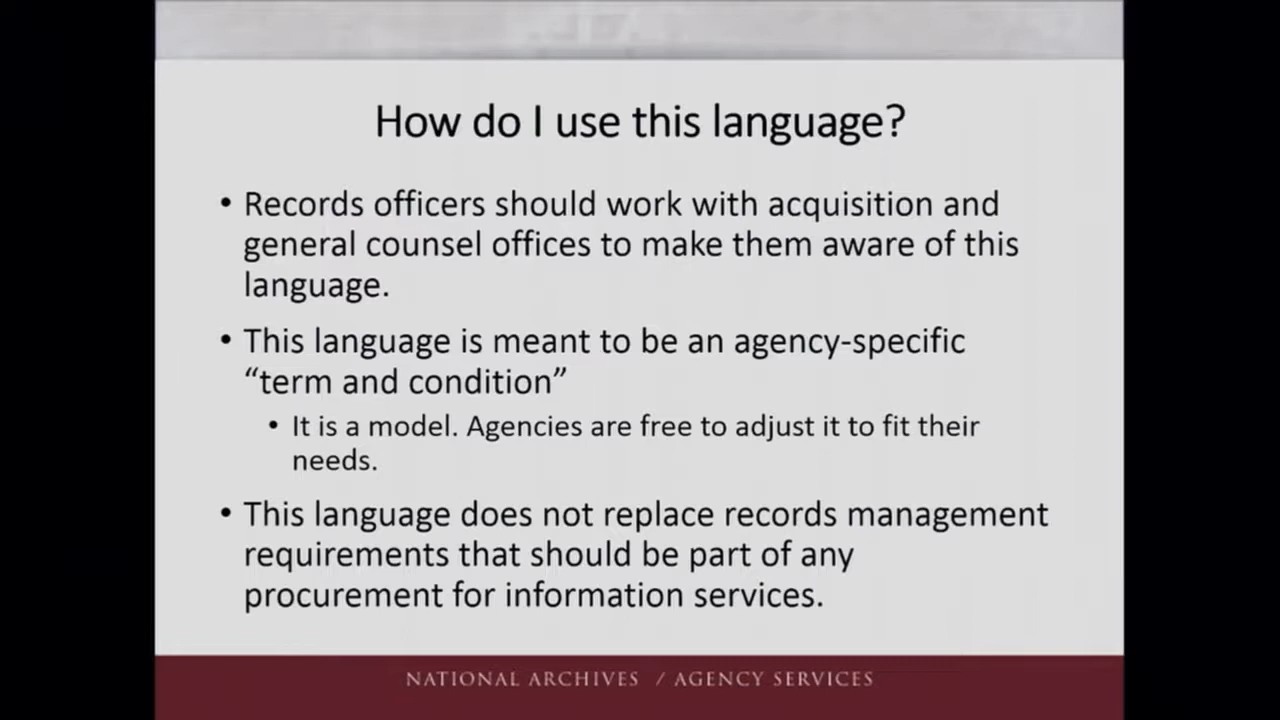 How do I use this language?
• Records officers should work with acquisition and
general counsel offices to make them aware of this
language.
• This language is meant to be an agency-specific
“term and condition”
• It is a model. Agencies are free to adjust it to fit their
needs.
• This language does not replace records management
requirements that should be part of any
procurement for information services.
NATIONAL ARCHIVES / AGENCY SERVICES